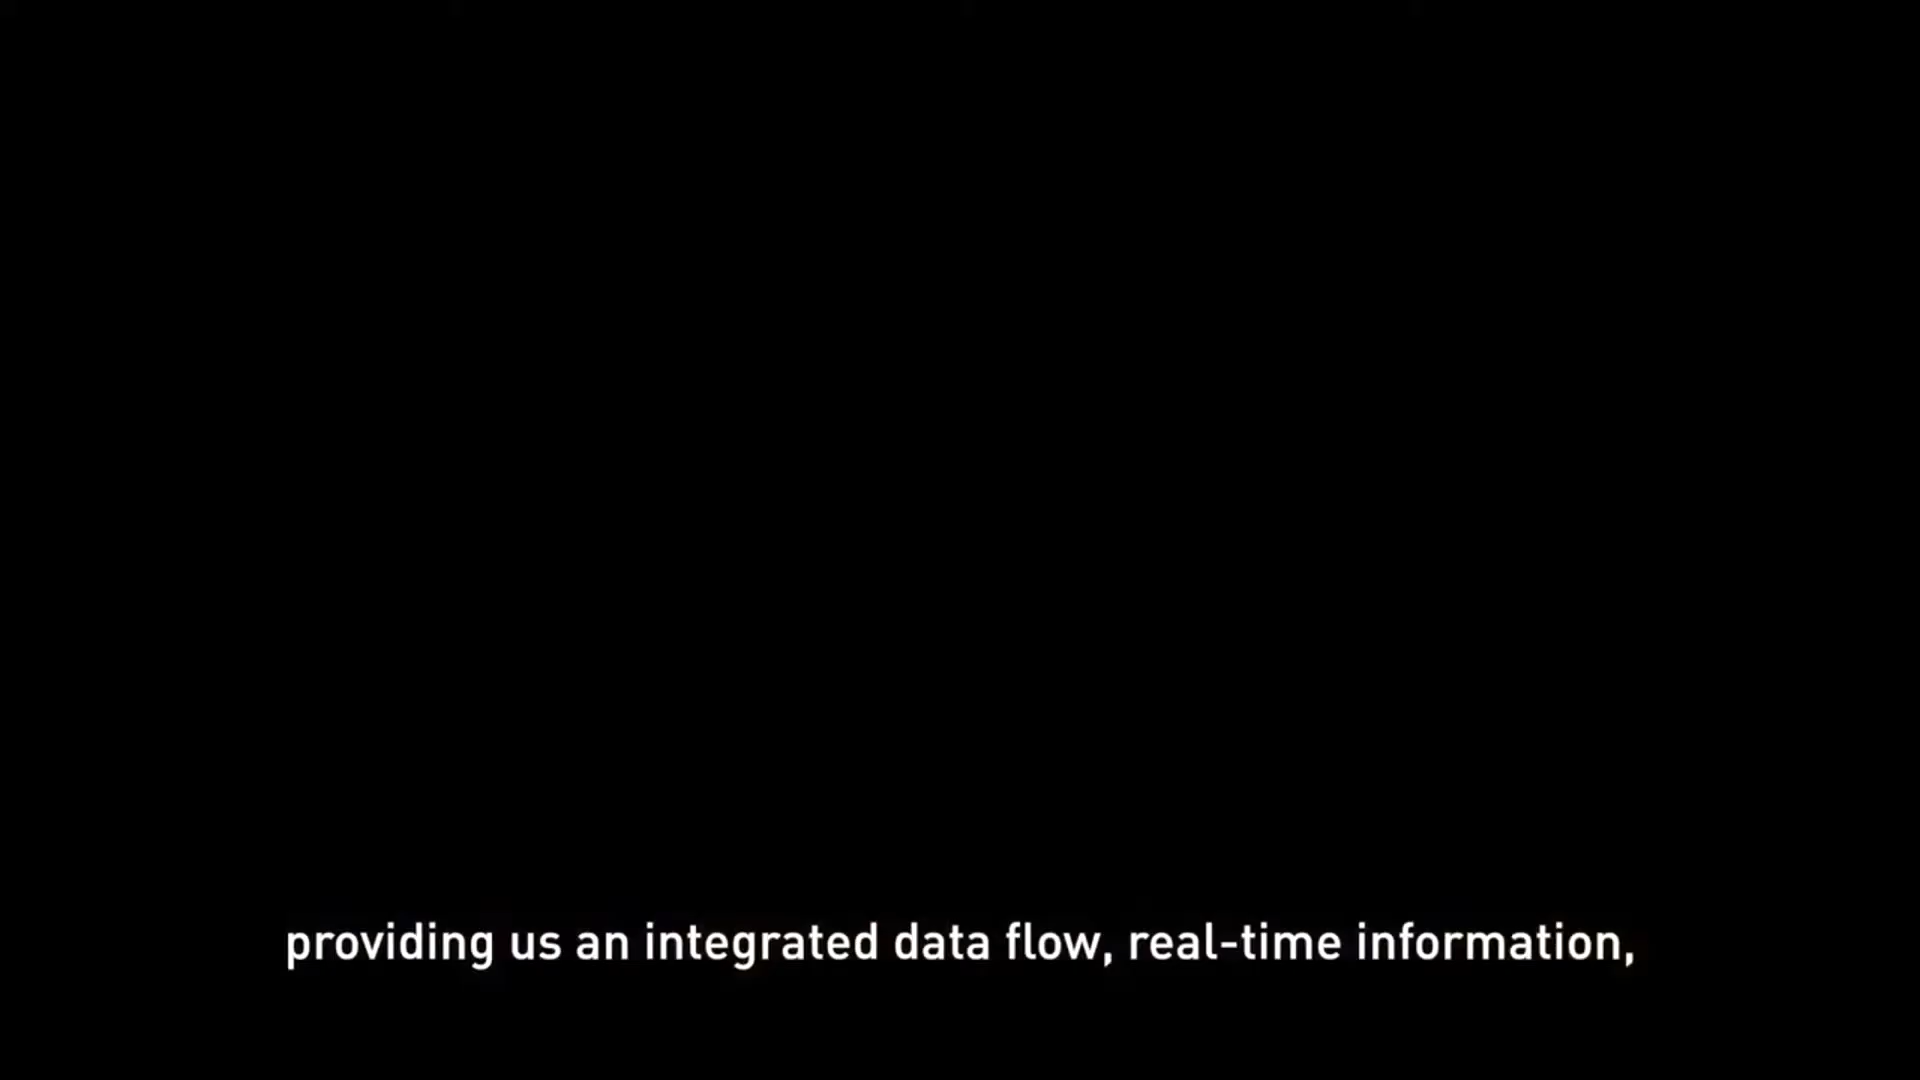 providing us an integrated data flow, real-time information,